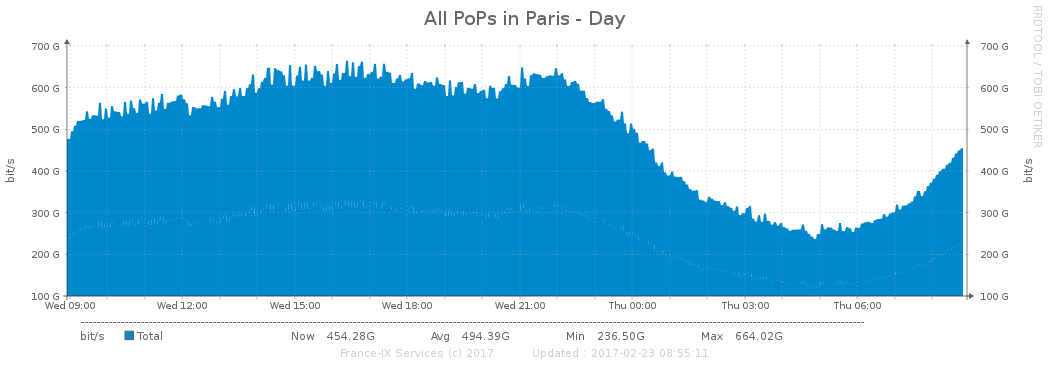 All PoPs in Paris - Day
RRDTOOL / TOBI OETIKER
700 G 700 G
600 G 600 G
500 G 500 G
400 G 400 G
300 G 300 G
200 G 200 G
100 G 100 G
bit/s bit/s
Wed 09:00 Wed 12:00 Wed 15:00 Wed 18:00 Wed 21:00 Thu 00:00 Thu 03:00 Thu 06:00
bit/s Total Now 454.28G Avg 494.39G Min 236.50G Max 664.02G
France-IX Services (c) 2017 Updated : 2017-02-23 08:55:11